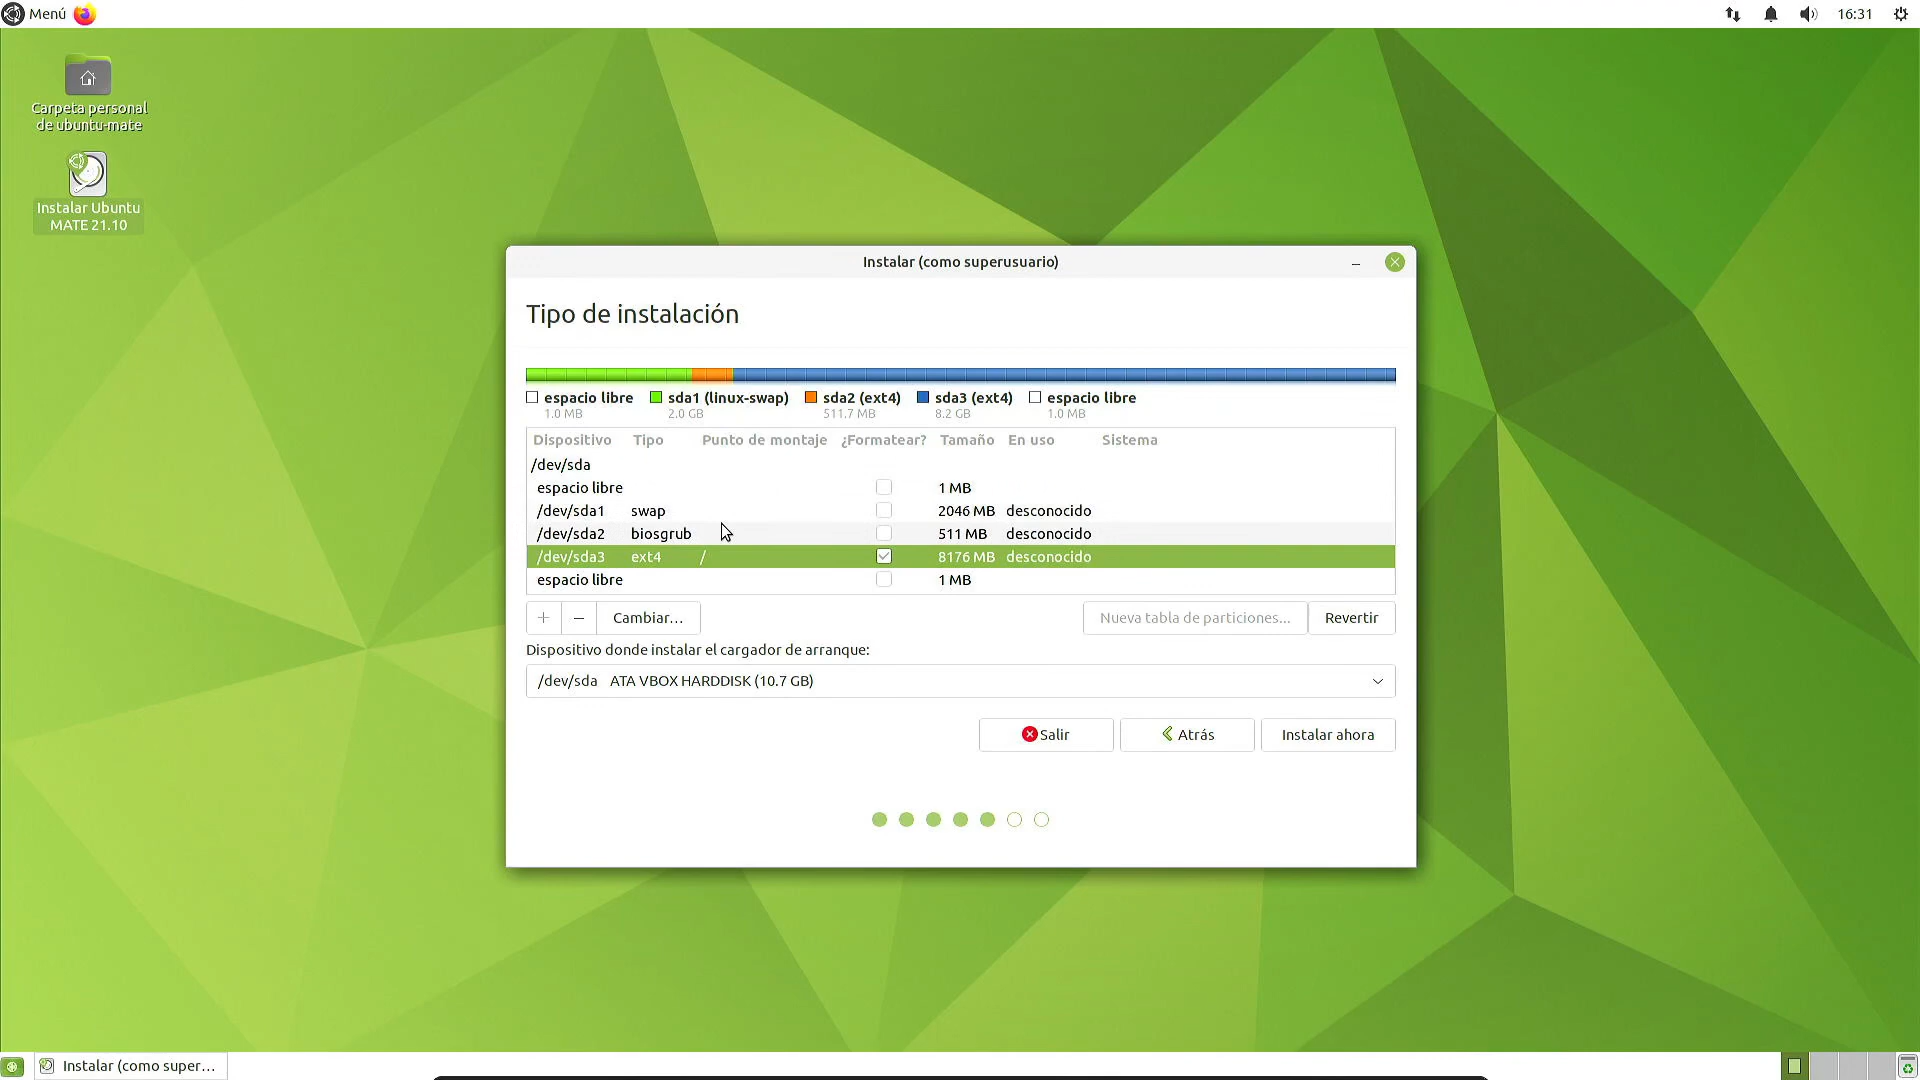 Menú
16:31
Carpeta personal
de ubuntu-mate
Instalar Ubuntu
MATE 21.10
Instalar (como superusuario)
Tipo de instalación
espacio libre sda1 (linux-swap) sda2 (ext4) sda3 (ext4) espacio libre
1.0 MB 2.0 GB 511.7 MB 8.2 GB 1.0 MB
Dispositivo Tipo Punto de montaje ¿Formatear? Tamaño En uso Sistema
/dev/sda
espacio libre 1 MB
/dev/sda1 swap 2046 MB desconocido
/dev/sda2 biosgrub 511 MB desconocido
/dev/sda3 ext4 / 8176 MB desconocido
espacio libre 1 MB
+ − Cambiar... Nueva tabla de particiones... Revertir
Dispositivo donde instalar el cargador de arranque:
/dev/sda ATA VBOX HARDDISK (10.7 GB)
Salir Atrás Instalar ahora
Instalar (como super...